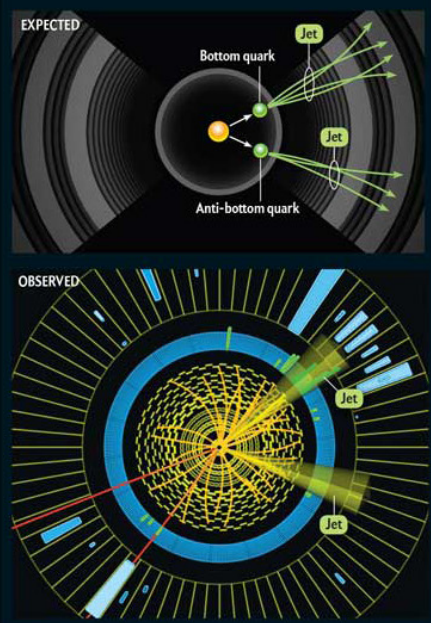 EXPECTED
Jet
Bottom quark
Jet
Anti-bottom quark
OBSERVED
Jet
Jet